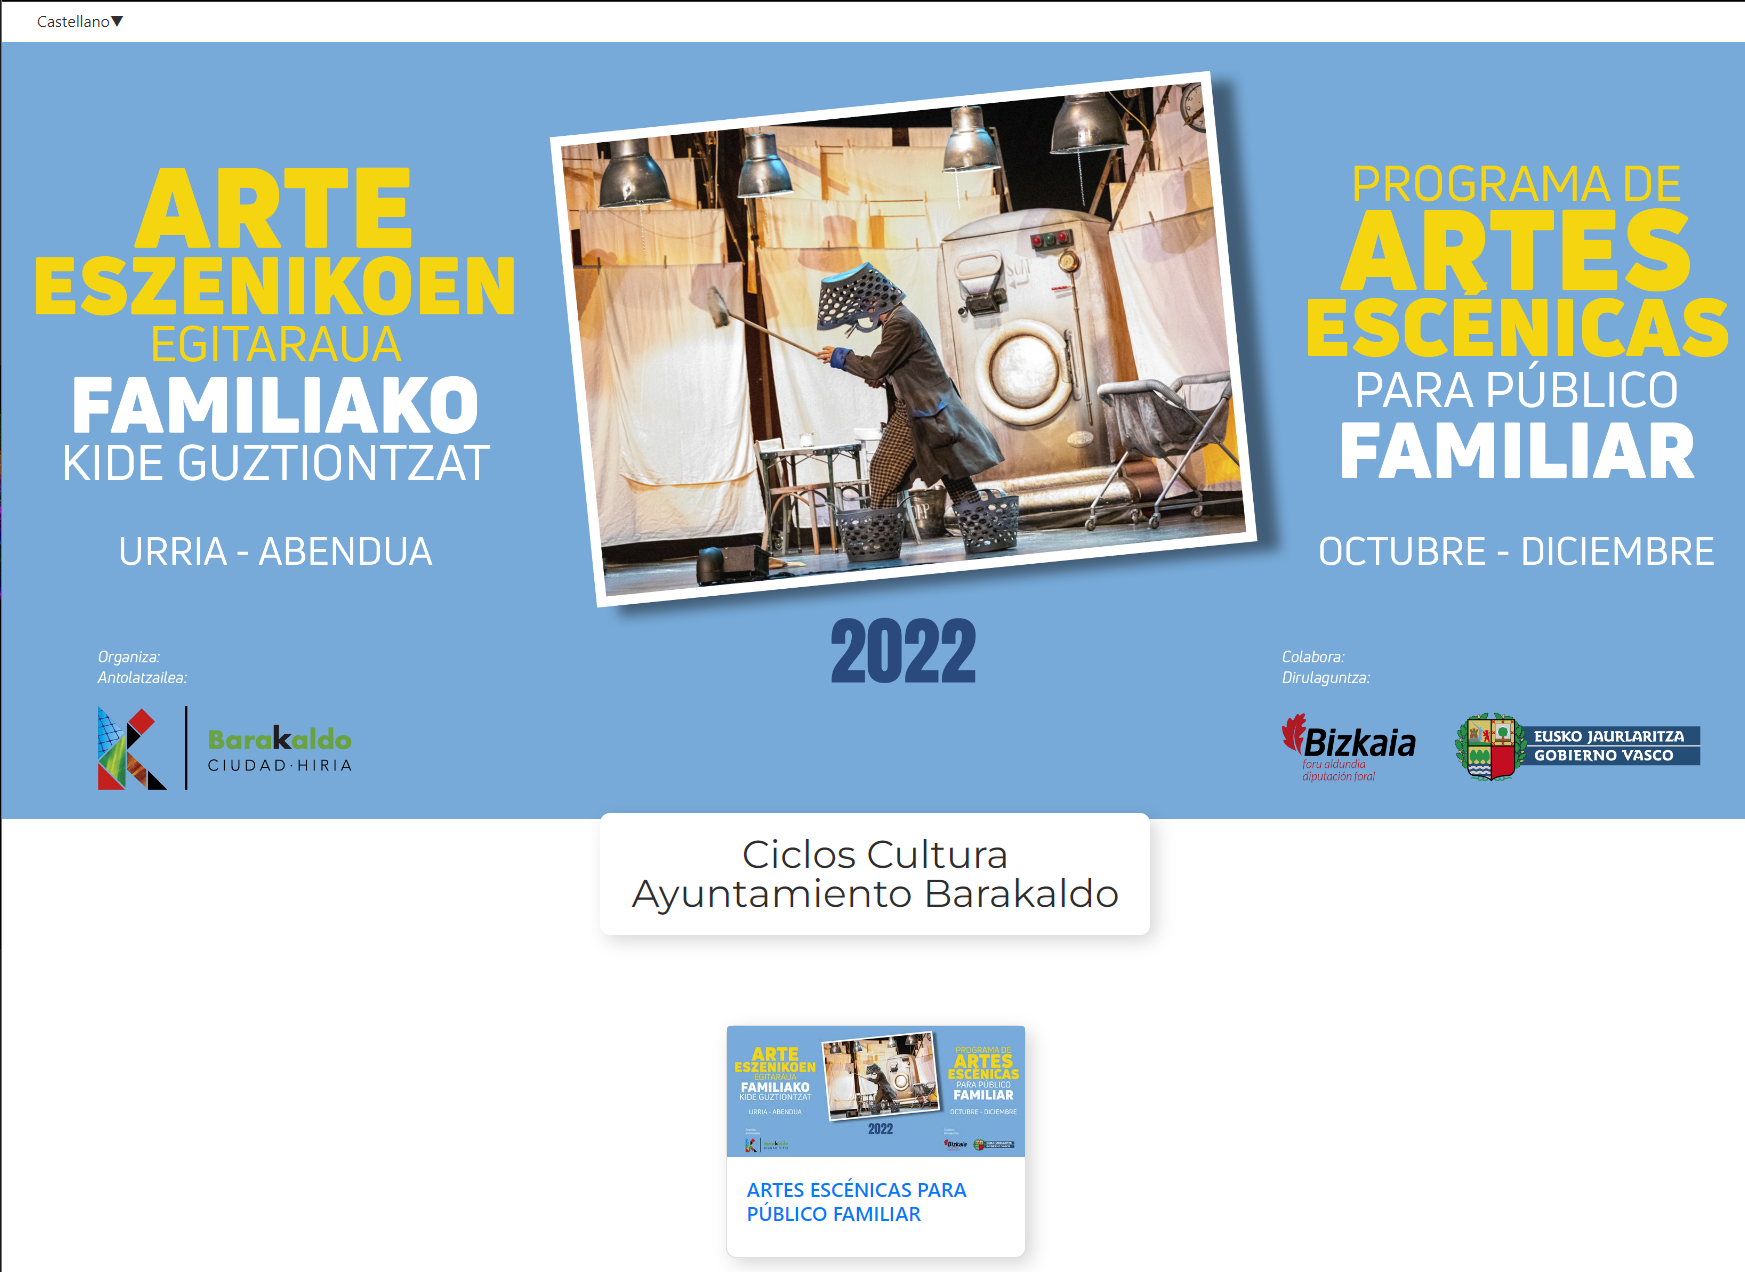 Castellano▼
ARTE
ESZENIKOEN
EGITARAUA
FAMILIAKO
KIDE GUZTIONTZAT
URRIA - ABENDUA
PROGRAMA DE
ARTES
ESCÉNICAS
PARA PÚBLICO
FAMILIAR
OCTUBRE - DICIEMBRE
2022
Organiza:
Antolatzailea:
Barakaldo
CIUDAD·HIRIA
Colabora:
Dirulaguntza:
Bizkaia
foru aldundia
diputación foral
EUSKO JAURLARITZA
GOBIERNO VASCO
Ciclos Cultura
Ayuntamiento Barakaldo
ARTE
ESZENIKOEN
EGITARAUA
FAMILIAKO
KIDE GUZTIONTZAT
URRIA - ABENDUA
PROGRAMA DE
ARTES
ESCÉNICAS
PARA PÚBLICO
FAMILIAR
OCTUBRE - DICIEMBRE
2022
Barakaldo
Bizkaia
ARTES ESCÉNICAS PARA
PÚBLICO FAMILIAR